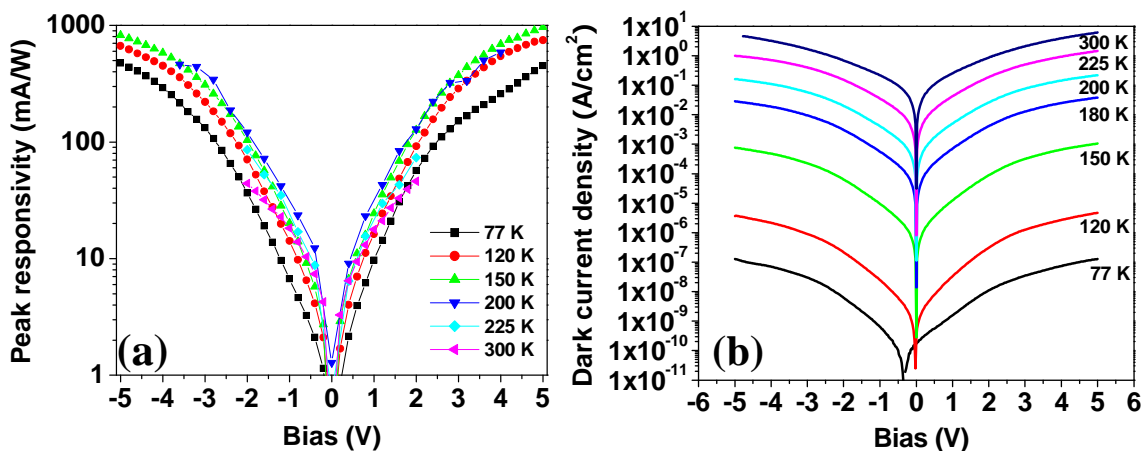 1000
100
10
1
Peak responsivity (mA/W)
(a)
77 K
120 K
150 K
200 K
225 K
300 K
-5 -4 -3 -2 -1 0 1 2 3 4 5
Bias (V)
1x10^1
1x10^0
1x10^-1
1x10^-2
1x10^-3
1x10^-4
1x10^-5
1x10^-6
1x10^-7
1x10^-8
1x10^-9
1x10^-10
1x10^-11
Dark current density (A/cm^2)
300 K
225 K
200 K
180 K
150 K
120 K
77 K
(b)
-6 -5 -4 -3 -2 -1 0 1 2 3 4 5 6
Bias (V)